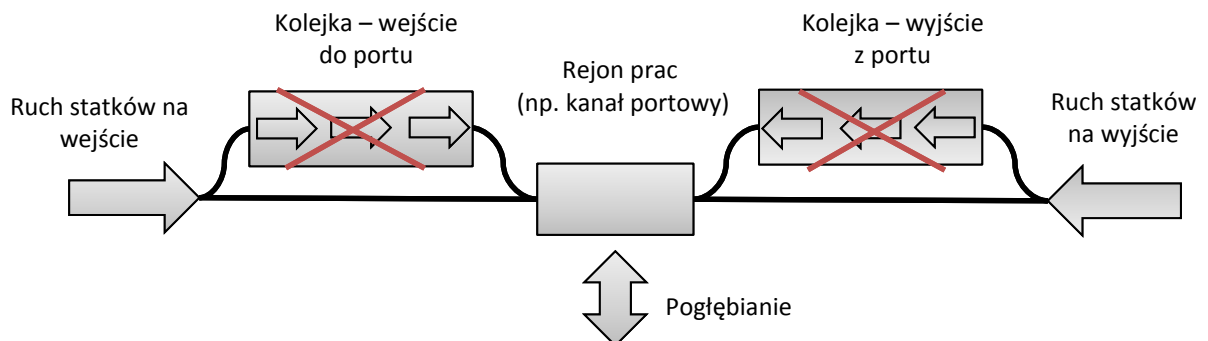 Kolejka – wejście
do portu
Kolejka – wyjście
z portu
Rejon prac
(np. kanał portowy)
Ruch statków na
wejście
Ruch statków
na wyjście
Pogłębianie